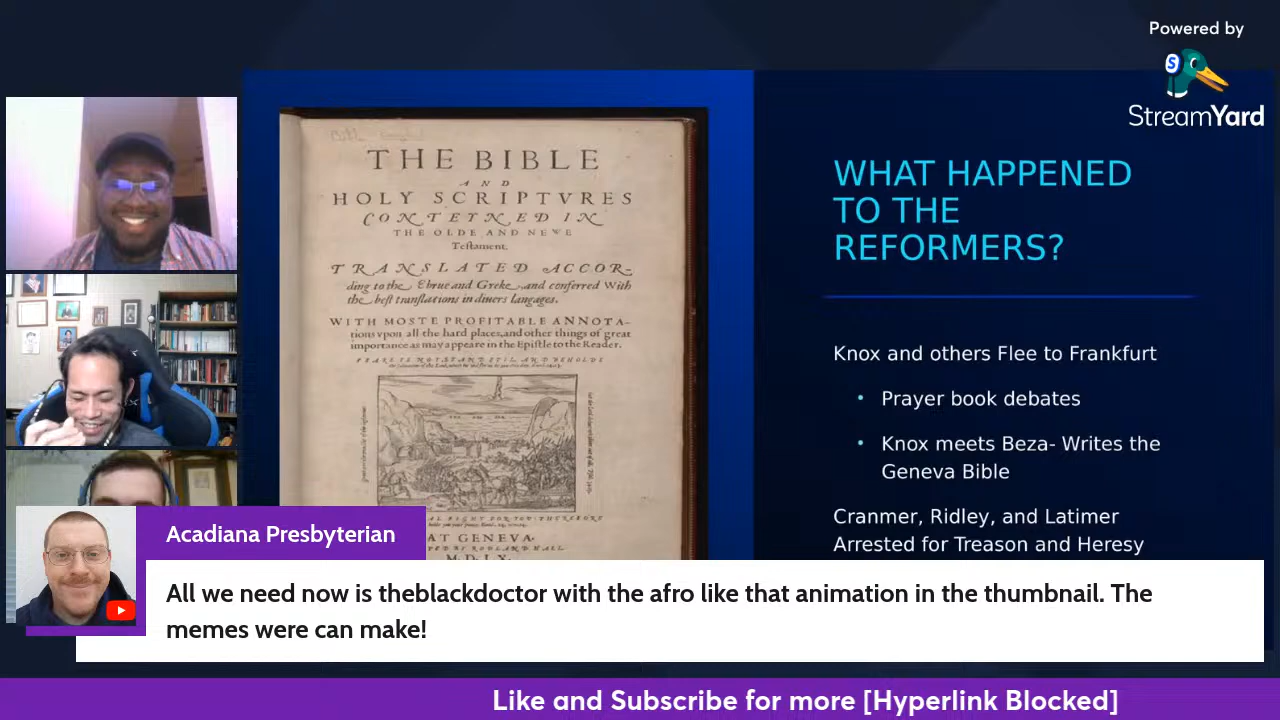 Powered by
StreamYard
THE BIBLE
AND
HOLY SCRIPTVRES
CONTEYNED IN
THE OLDE AND NEWE
Testament.
TRANSLATED ACCOR-
ding to the Ebrue and Greke, and conferred With
the best translations in divers langages.
WITH MOSTE PROFITABLE ANNOTA-
tions vpon all the hard places, and other things of great
importance as may appeare in the Epistle to the Reader.
AT GENEVA.
M.D.LX.
WHAT HAPPENED
TO THE
REFORMERS?
Knox and others Flee to Frankfurt
• Prayer book debates
• Knox meets Beza- Writes the
Geneva Bible
Cranmer, Ridley, and Latimer
Arrested for Treason and Heresy
Acadiana Presbyterian
All we need now is theblackdoctor with the afro like that animation in the thumbnail. The
memes were can make!
Like and Subscribe for more [Hyperlink Blocked]